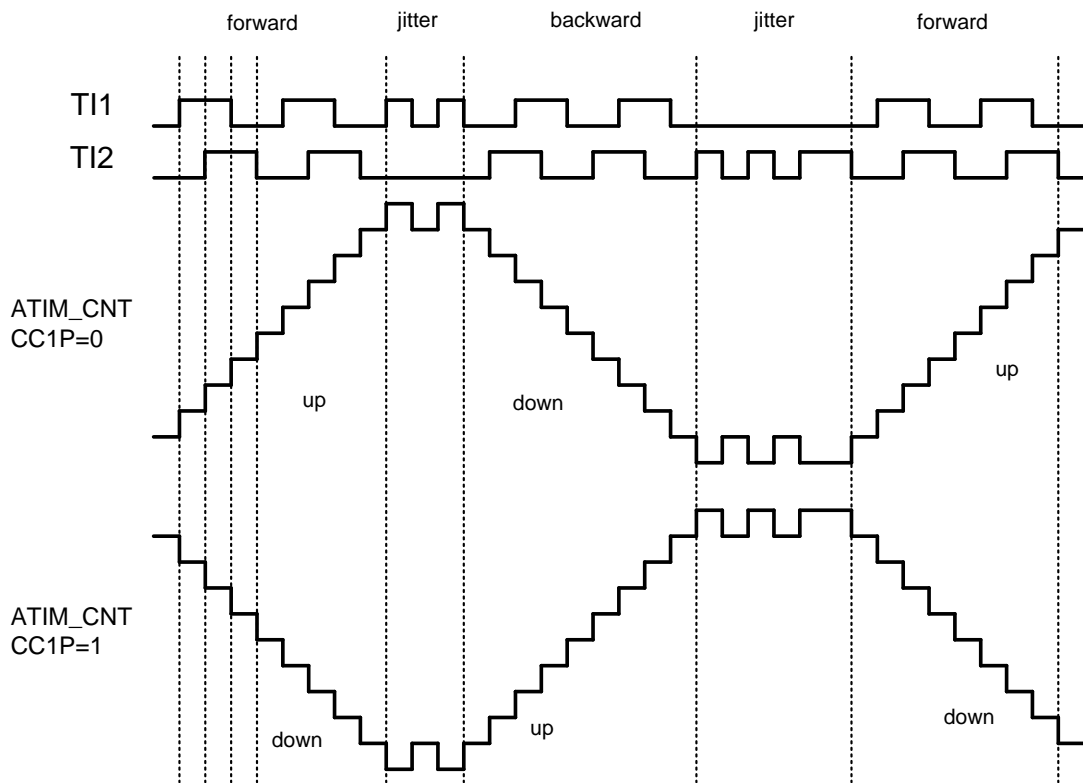 forward jitter backward jitter forward
TI1
TI2
ATIM_CNT
CC1P=0
up
down
up
ATIM_CNT
CC1P=1
down
up
down